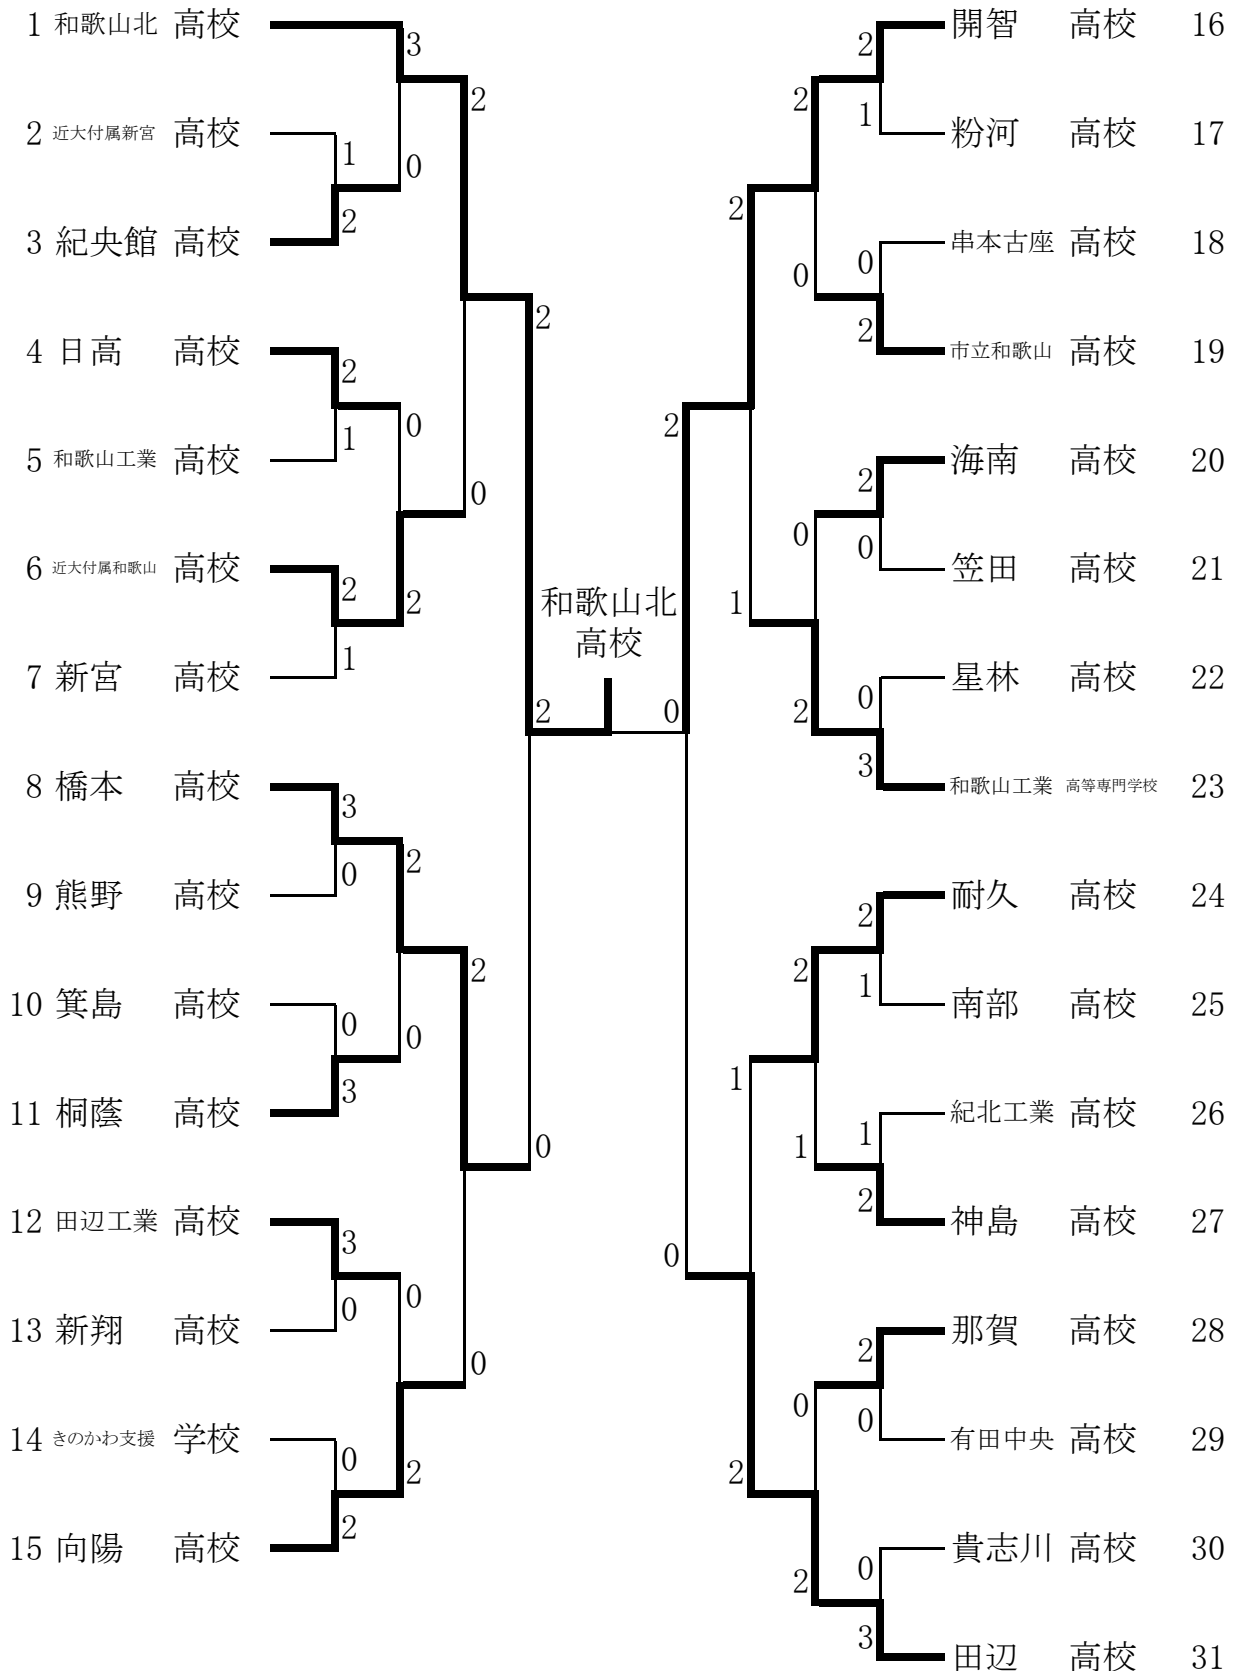 1 和歌山北 高校
3
2
2 近大付属新宮 高校
1
0
3 紀央館 高校
2
2
4 日高 高校
2
0
5 和歌山工業 高校
1
0
6 近大付属和歌山 高校
2
2
7 新宮 高校
1
2
8 橋本 高校
3
2
9 熊野 高校
0
2
10 箕島 高校
0
0
11 桐蔭 高校
3
0
12 田辺工業 高校
3
0
13 新翔 高校
0
0
14 きのかわ支援 学校
0
2
15 向陽 高校
2
和歌山北
高校
開智 高校 16
2
2
粉河 高校 17
1
2
串本古座 高校 18
0
0
市立和歌山 高校 19
2
2
海南 高校 20
2
0
笠田 高校 21
0
1
星林 高校 22
0
2
0
和歌山工業 高等専門学校 23
3
耐久 高校 24
2
2
南部 高校 25
1
1
紀北工業 高校 26
1
1
神島 高校 27
2
0
那賀 高校 28
2
0
有田中央 高校 29
0
2
貴志川 高校 30
0
2
田辺 高校 31
3